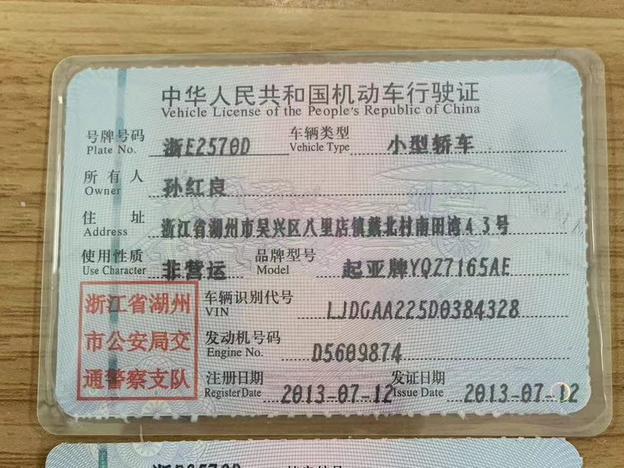 中华人民共和国机动车行驶证
Vehicle License of the People's Republic of China
号牌号码 浙E2570D 车辆类型 小型轿车
Plate No. Vehicle Type
所有人 孙红良
Owner
住址 浙江省湖州市吴兴区八里店镇戴北村南田湾43号
Address
使用性质 非营运 品牌型号 起亚牌YQZ7165AE
Use Character Model
浙江省湖州
市公安局交
通警察支队
车辆识别代号 LJDGAA225D0384328
VIN
发动机号码 D5609874
Engine No.
注册日期 2013-07-12 发证日期 2013-07-12
Register Date Issue Date